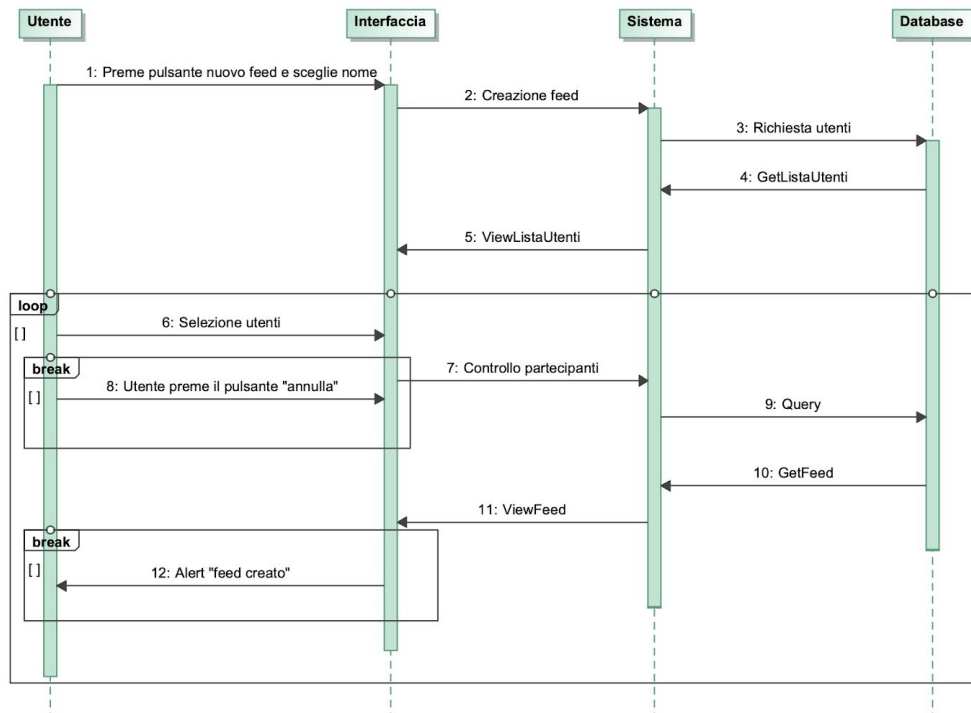 Utente
Interfaccia
Sistema
Database
1: Preme pulsante nuovo feed e sceglie nome
2: Creazione feed
3: Richiesta utenti
4: GetListaUtenti
5: ViewListaUtenti
loop
[ ]
6: Selezione utenti
break
7: Controllo partecipanti
[ ]
8: Utente preme il pulsante "annulla"
9: Query
10: GetFeed
11: ViewFeed
break
[ ]
12: Alert "feed creato"